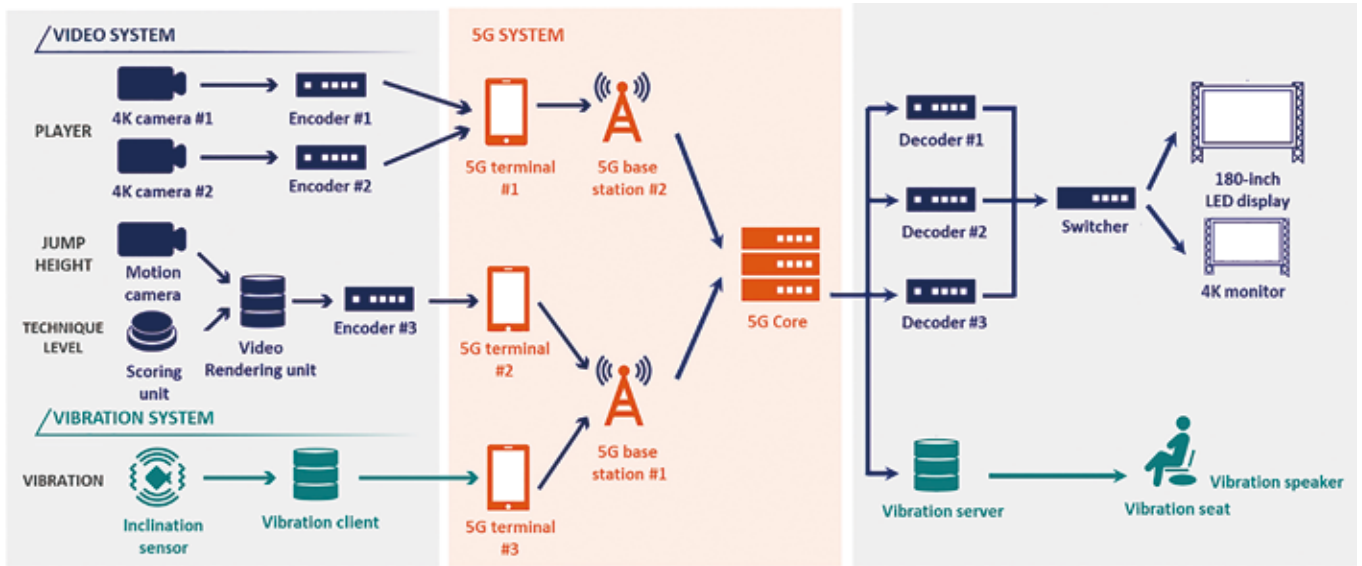 VIDEO SYSTEM
PLAYER
4K camera #1
Encoder #1
4K camera #2
Encoder #2
JUMP
HEIGHT
Motion
camera
TECHNIQUE
LEVEL
Scoring
unit
Video
Rendering unit
Encoder #3
VIBRATION SYSTEM
VIBRATION
Inclination
sensor
Vibration client
5G SYSTEM
5G terminal
#1
5G base
station #2
5G terminal
#2
5G base
station #1
5G terminal
#3
5G Core
Decoder #1
Decoder #2
Decoder #3
Switcher
180-inch
LED display
4K monitor
Vibration server
Vibration seat
Vibration speaker